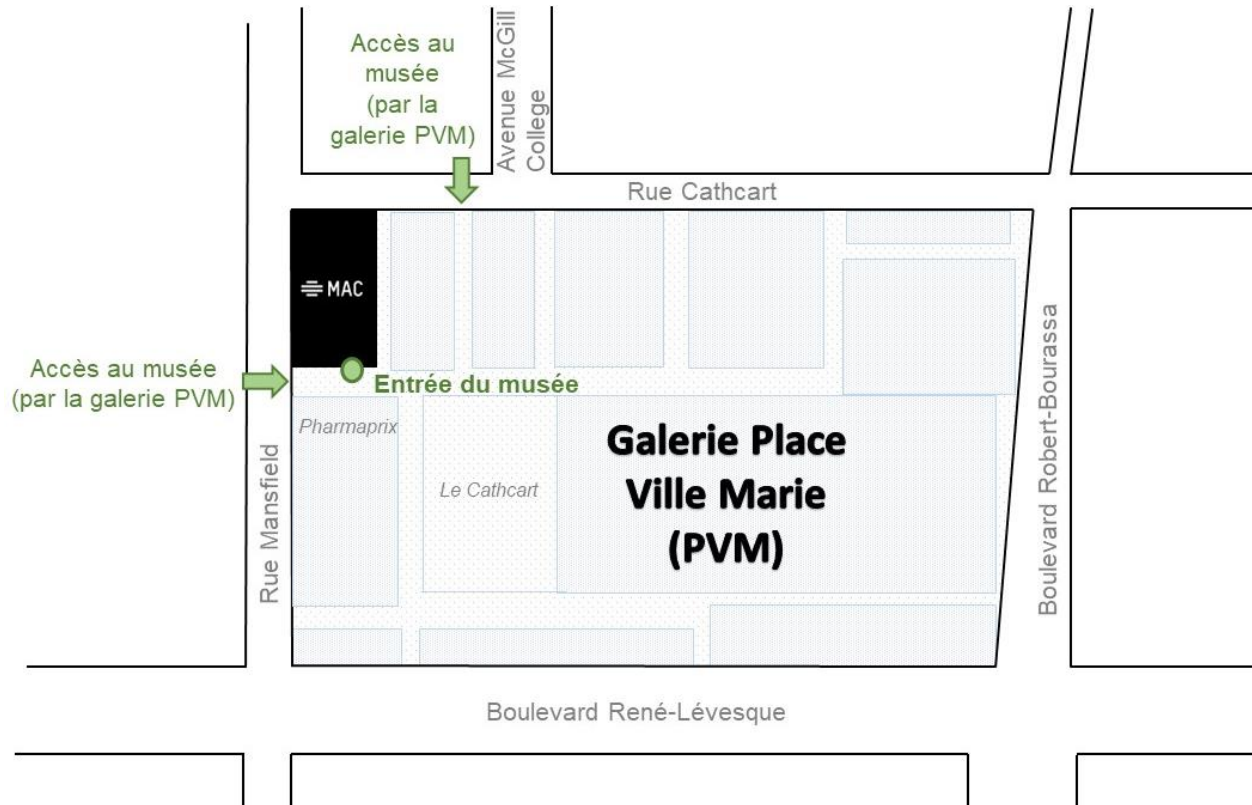 Accès au
musée
(par la
galerie PVM)
Avenue McGill
College
Rue Cathcart
MAC
Accès au musée
(par la galerie PVM)
Entrée du musée
Pharmaprix
Le Cathcart
Galerie Place
Ville Marie
(PVM)
Rue Mansfield
Boulevard Robert-Bourassa
Boulevard René-Lévesque